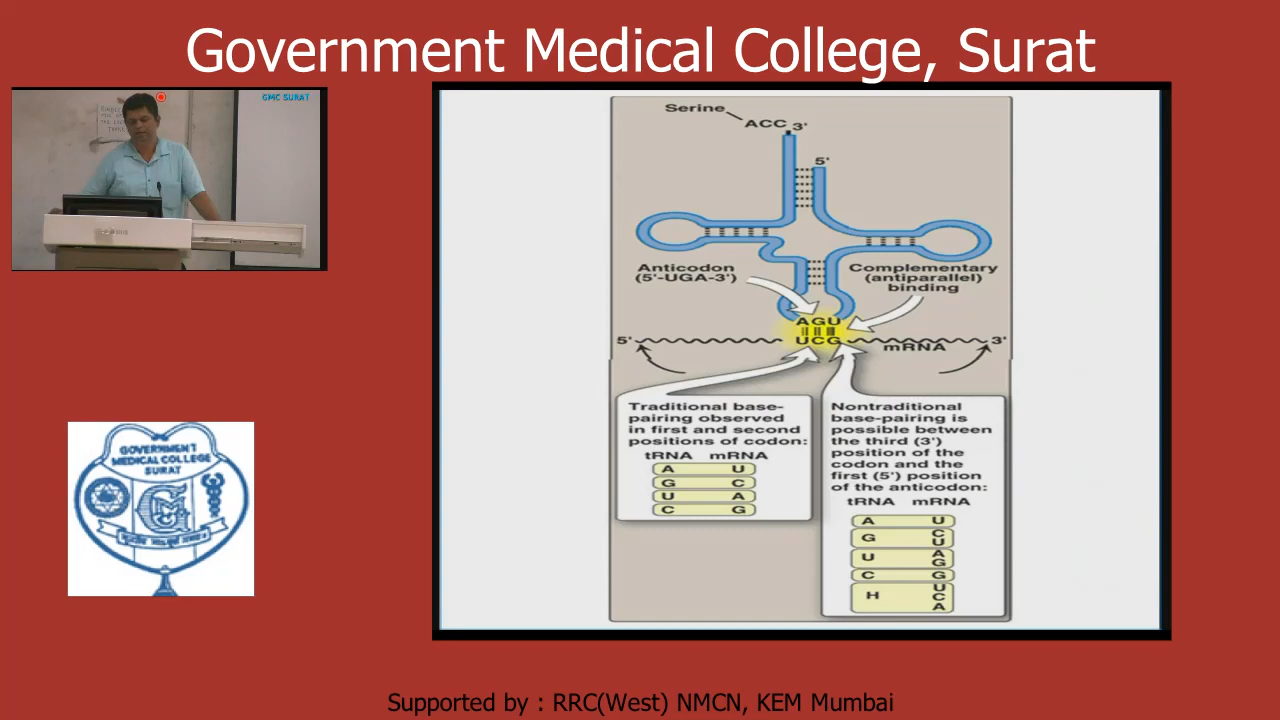 Government Medical College, Surat
GMC SURAT
Serine
ACC 3'
5'
Anticodon
(5'-UGA-3')
Complementary
(antiparallel)
binding
AGU
UCG
5'
mRNA
3'
Traditional base-
pairing observed
in first and second
positions of codon:
tRNA mRNA
A U
G C
U A
C G
Nontraditional
base-pairing is
possible between
the third (3')
position of the
codon and the
first (5') position
of the anticodon:
tRNA mRNA
A U
G C
U
U A
G
C G
H U
C
A
GOVERNMENT
MEDICAL COLLEGE
SURAT
Supported by : RRC(West) NMCN, KEM Mumbai